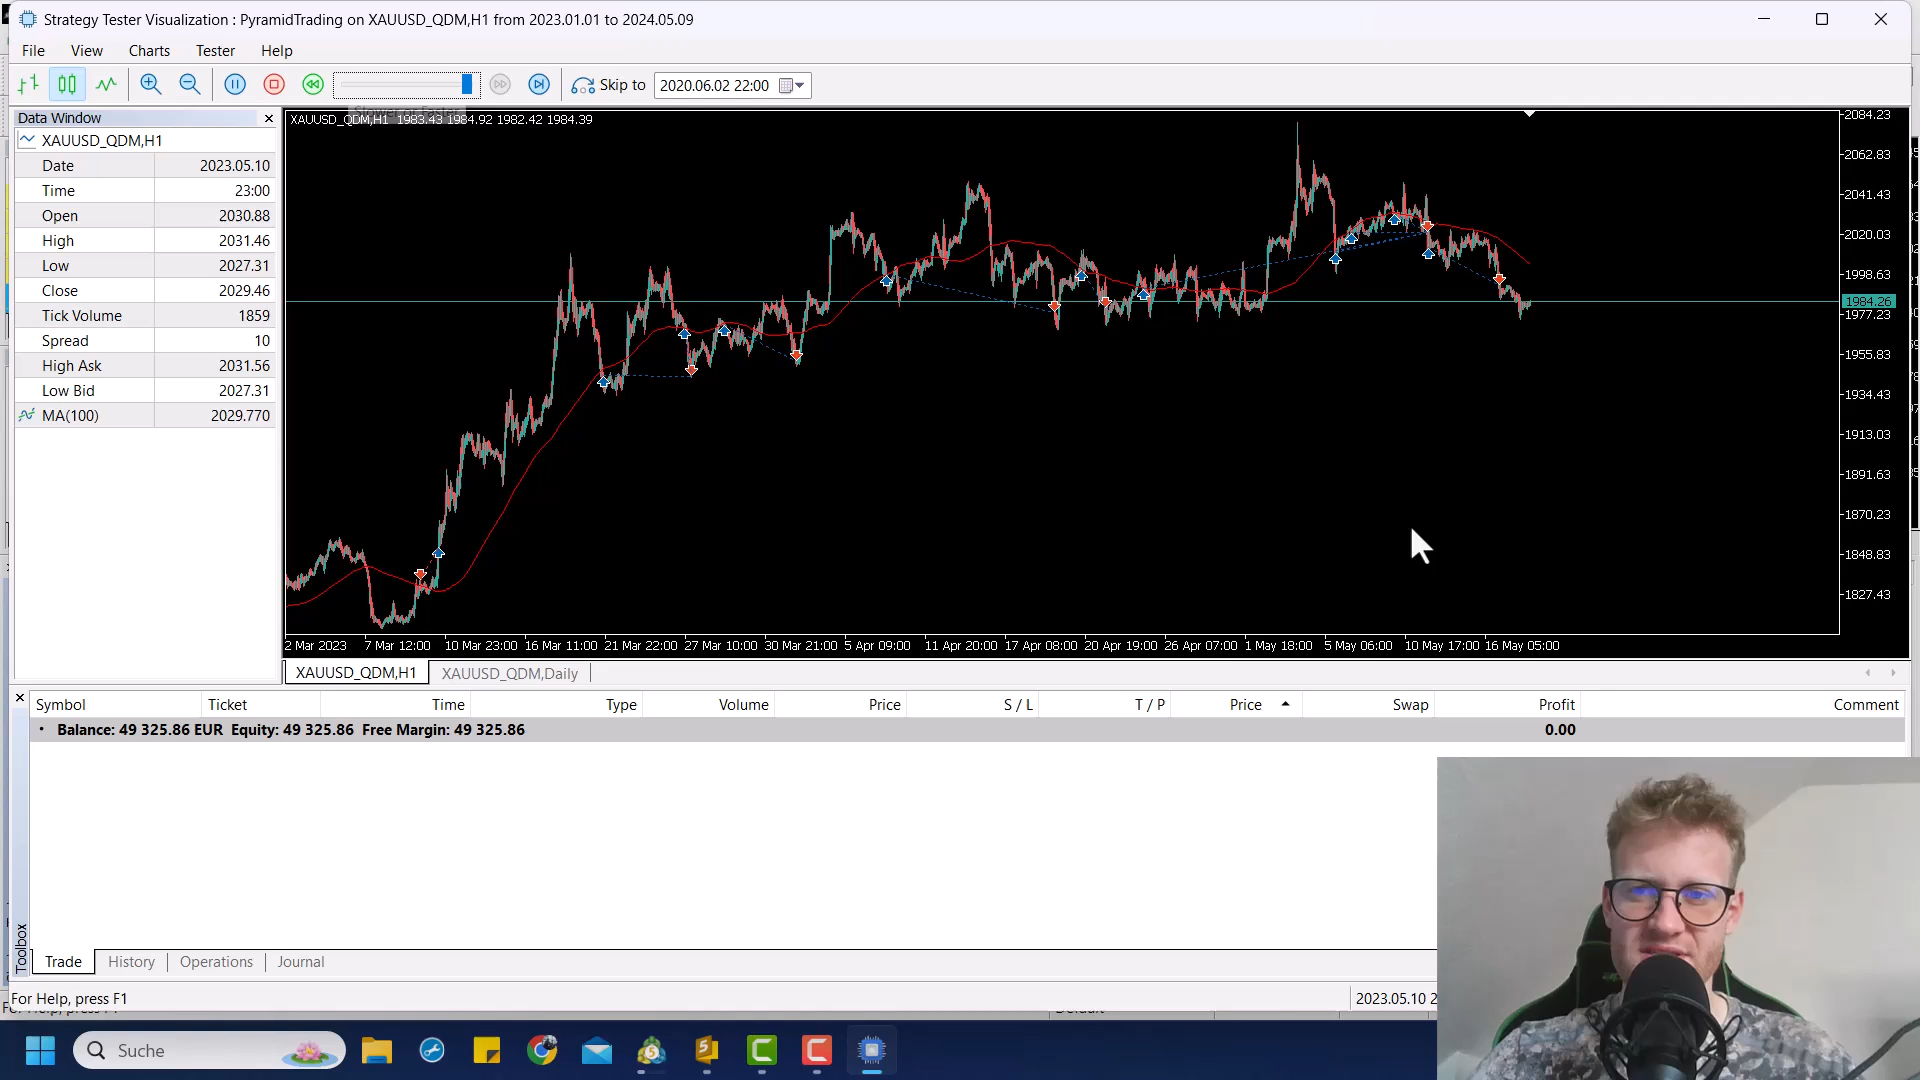 Strategy Tester Visualization : PyramidTrading on XAUUSD_QDM,H1 from 2023.01.01 to 2024.05.09
File View Charts Tester Help
Skip to 2020.06.02 22:00
Slower or Faster
Data Window
XAUUSD_QDM,H1
Date 2023.05.10
Time 23:00
Open 2030.88
High 2031.46
Low 2027.31
Close 2029.46
Tick Volume 1859
Spread 10
High Ask 2031.56
Low Bid 2027.31
MA(100) 2029.770
XAUUSD_QDM,H1 1983.43 1984.92 1982.42 1984.39
2084.23
2062.83
2041.43
2020.03
1998.63
1984.26
1977.23
1955.83
1934.43
1913.03
1891.63
1870.23
1848.83
1827.43
2 Mar 2023 7 Mar 12:00 10 Mar 23:00 16 Mar 11:00 21 Mar 22:00 27 Mar 10:00 30 Mar 21:00 5 Apr 09:00 11 Apr 20:00 17 Apr 08:00 20 Apr 19:00 26 Apr 07:00 1 May 18:00 5 May 06:00 10 May 17:00 16 May 05:00
XAUUSD_QDM,H1 XAUUSD_QDM,Daily
Symbol Ticket Time Type Volume Price S / L T / P Price Swap Profit Comment
Balance: 49 325.86 EUR Equity: 49 325.86 Free Margin: 49 325.86 0.00
Toolbox
Trade History Operations Journal
For Help, press F1
2023.05.10 2
Default
Suche